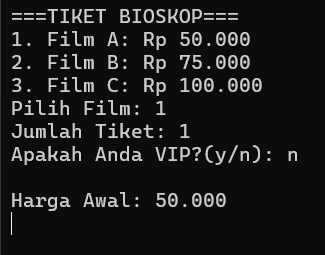 ===TIKET BIOSKOP===
1. Film A: Rp 50.000
2. Film B: Rp 75.000
3. Film C: Rp 100.000
Pilih Film: 1
Jumlah Tiket: 1
Apakah Anda VIP?(y/n): n
Harga Awal: 50.000